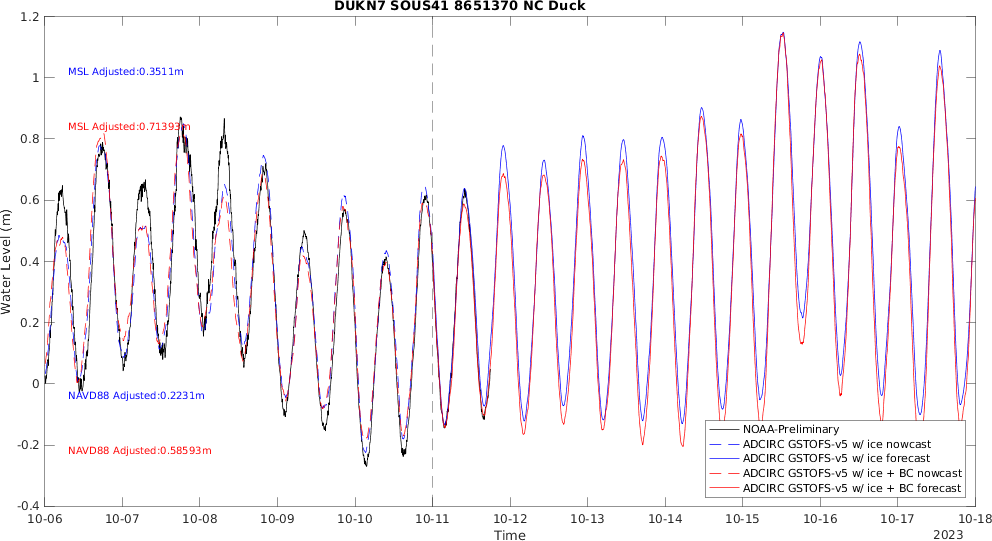 DUKN7 SOUS41 8651370 NC Duck
1.2
1
0.8
0.6
0.4
0.2
0
-0.2
-0.4
Water Level (m)
MSL Adjusted:0.3511m
MSL Adjusted:0.71393m
NAVD88 Adjusted:0.2231m
NAVD88 Adjusted:0.58593m
NOAA-Preliminary
ADCIRC GSTOFS-v5 w/ ice nowcast
ADCIRC GSTOFS-v5 w/ ice forecast
ADCIRC GSTOFS-v5 w/ ice + BC nowcast
ADCIRC GSTOFS-v5 w/ ice + BC forecast
10-06 10-07 10-08 10-09 10-10 10-11 10-12 10-13 10-14 10-15 10-16 10-17 10-18
Time
2023